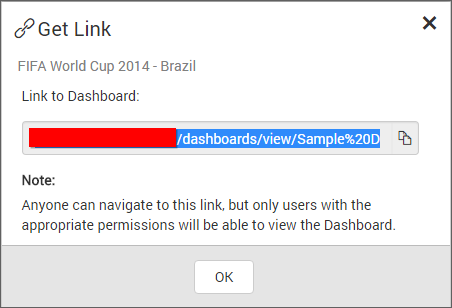 Get Link
FIFA World Cup 2014 - Brazil
Link to Dashboard:
/dashboards/view/Sample%20D
Note:
Anyone can navigate to this link, but only users with the
appropriate permissions will be able to view the Dashboard.
OK